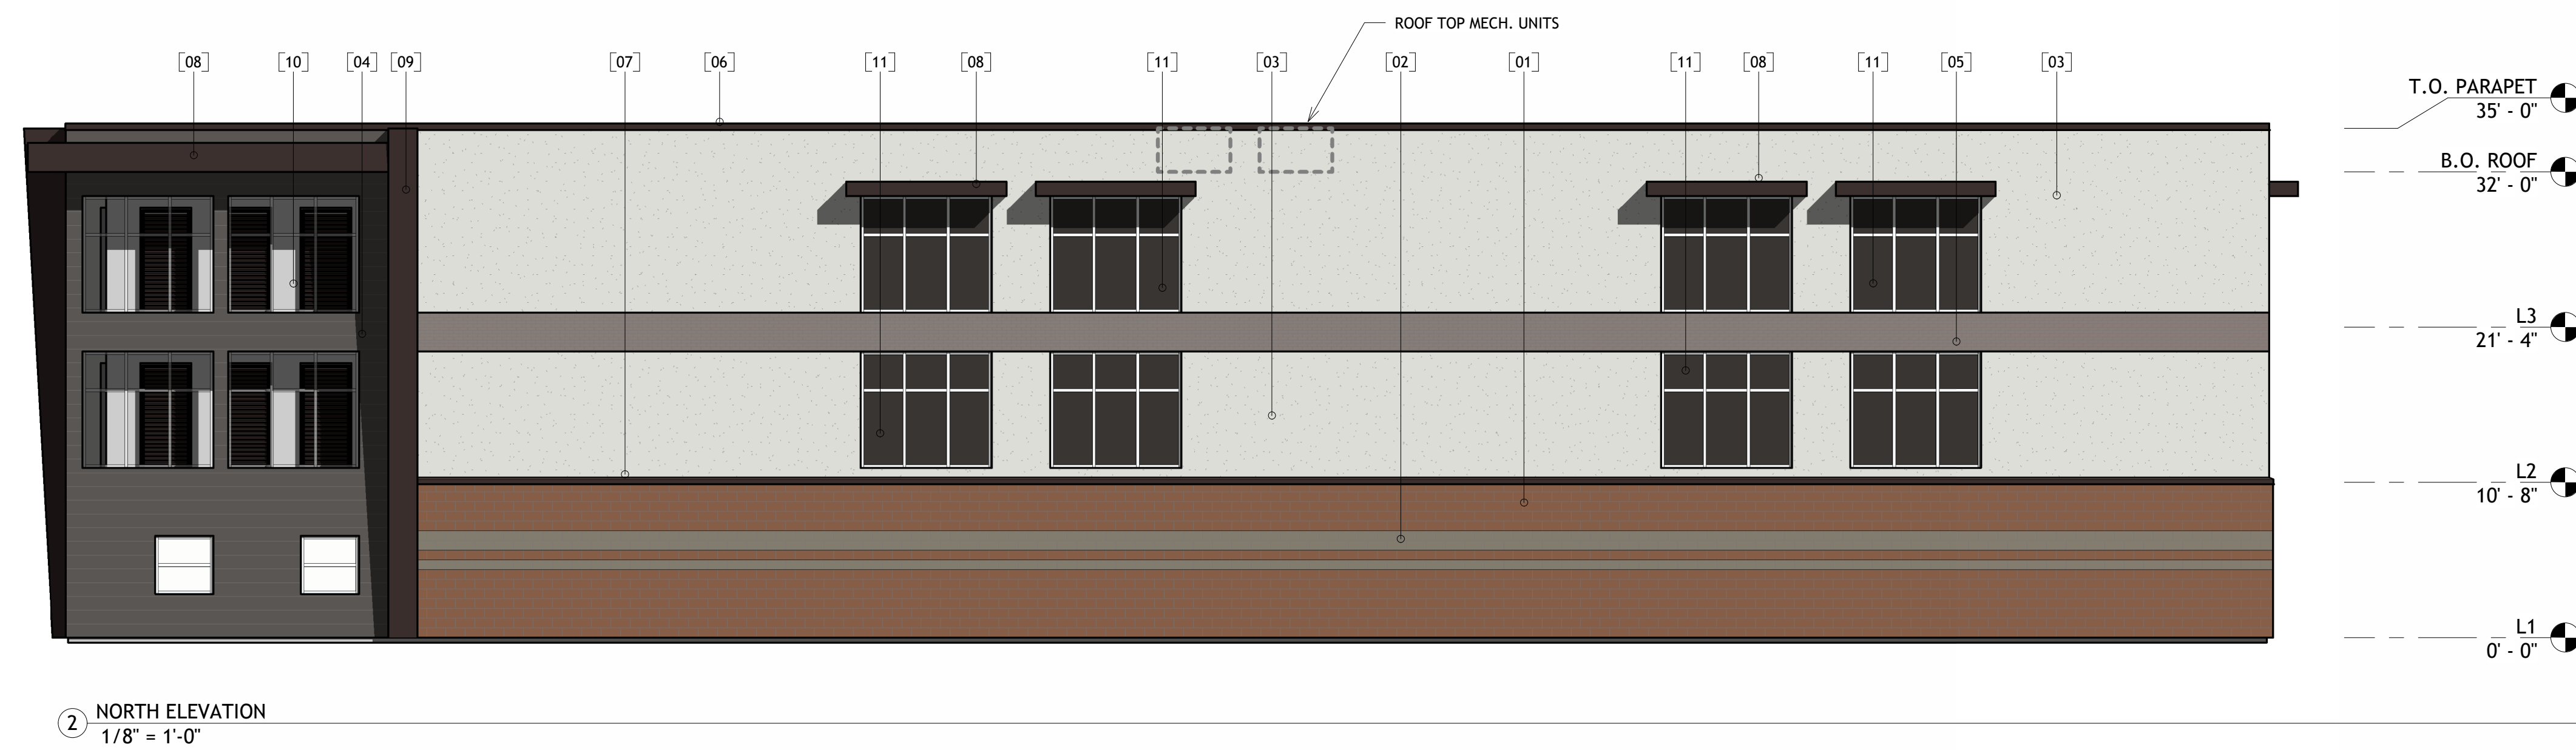 ROOF TOP MECH. UNITS
[08] [10] [04] [09] [07] [06] [11] [08] [11] [03] [02] [01] [11] [08] [11] [05] [03]
T.O. PARAPET
35' - 0"
B.O. ROOF
32' - 0"
L3
21' - 4"
L2
10' - 8"
L1
0' - 0"
2 NORTH ELEVATION
1/8" = 1'-0"